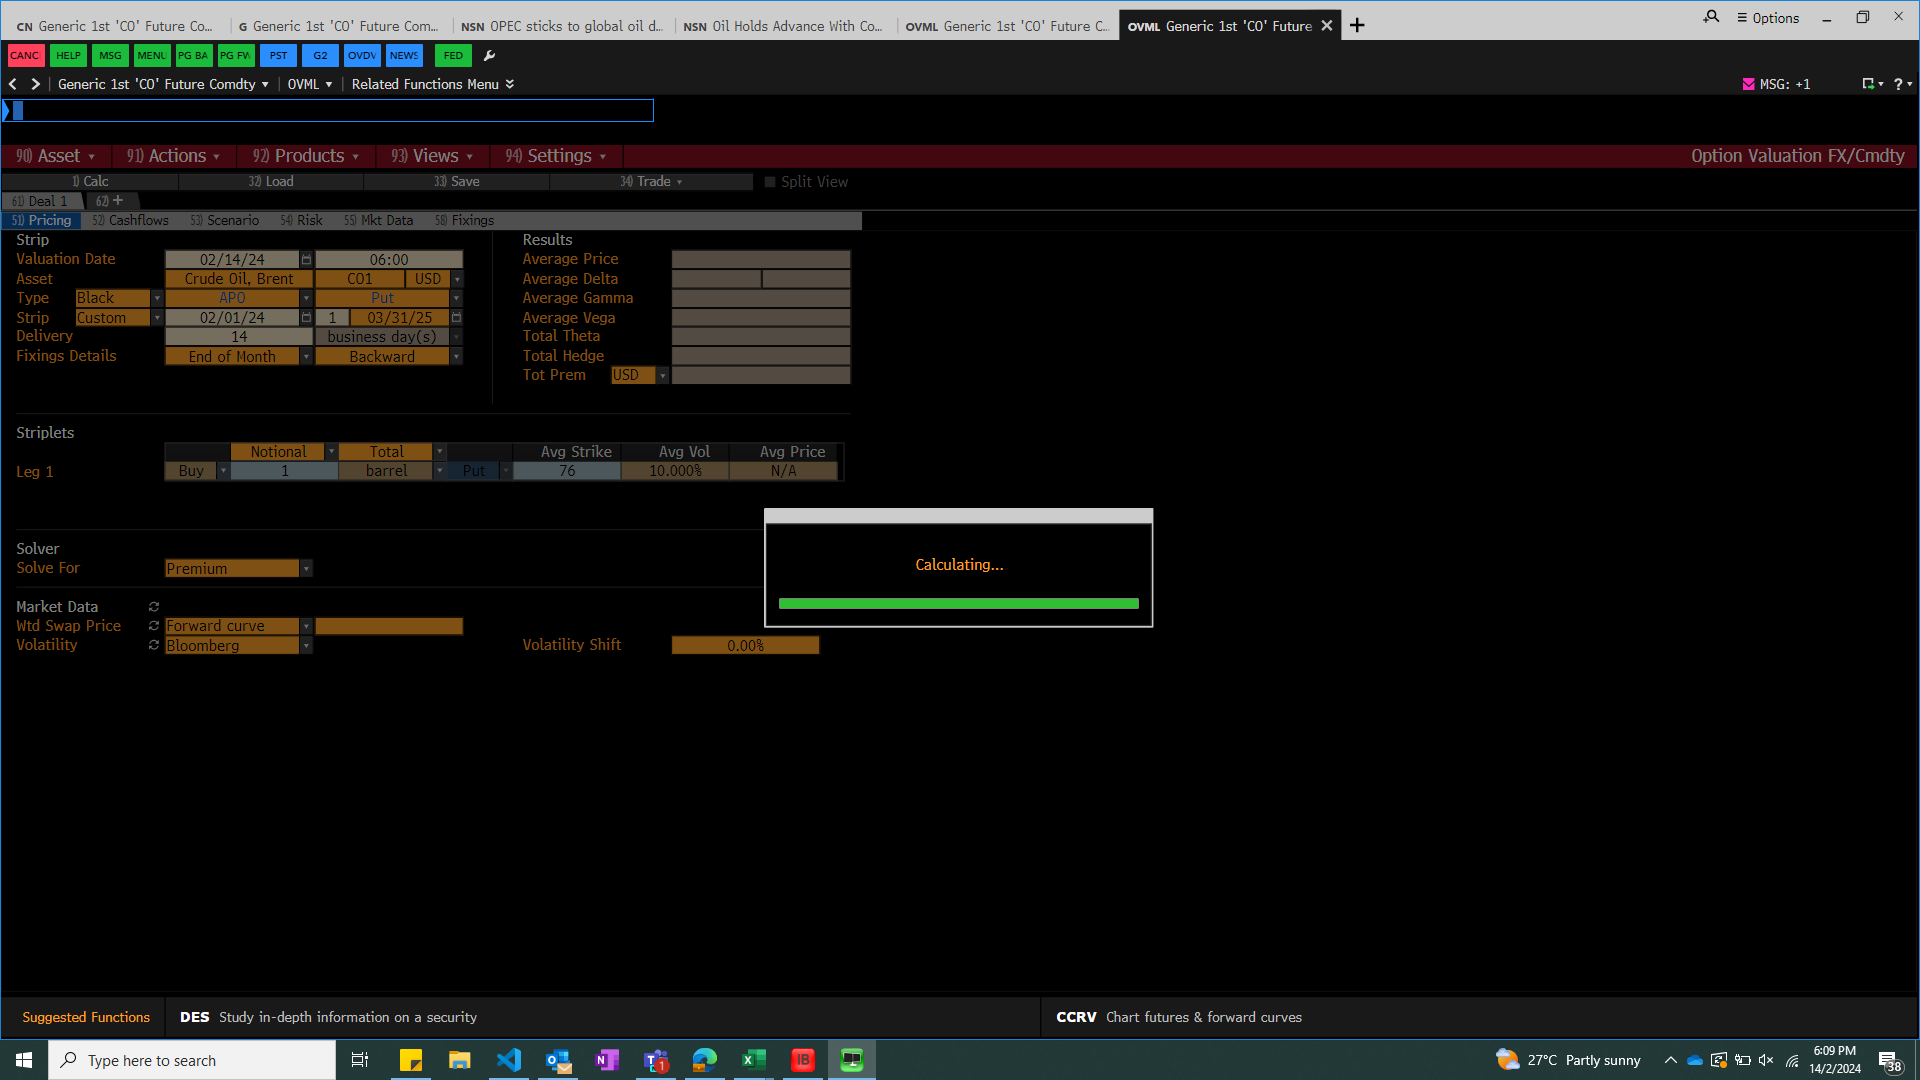 CN Generic 1st 'CO' Future Co... G Generic 1st 'CO' Future Com... NSN OPEC sticks to global oil d... NSN Oil Holds Advance With Co... OVML Generic 1st 'CO' Future C... OVML Generic 1st 'CO' Future Options
CANC HELP MSG MENU PG BA PG FW PST G2 OVDV NEWS FED
Generic 1st 'CO' Future Comdty OVML Related Functions Menu MSG: +1 ?
90) Asset 91) Actions 92) Products 93) Views 94) Settings Option Valuation FX/Cmdty
1) Calc 32) Load 33) Save 34) Trade Split View
61) Deal 1 62) +
51) Pricing 52) Cashflows 53) Scenario 54) Risk 55) Mkt Data 58) Fixings
Strip Results
Valuation Date 02/14/24 06:00 Average Price
Asset Crude Oil, Brent CO1 USD Average Delta
Type Black APO Put Average Gamma
Strip Custom 02/01/24 1 03/31/25 Average Vega
Delivery 14 business day(s) Total Theta
Fixings Details End of Month Backward Total Hedge
Tot Prem USD
Striplets
Notional Total Avg Strike Avg Vol Avg Price
Leg 1 Buy 1 barrel Put 76 10.000% N/A
Solver
Solve For Premium
Calculating...
Market Data
Wtd Swap Price Forward curve
Volatility Bloomberg Volatility Shift 0.00%
Suggested Functions DES Study in-depth information on a security CCRV Chart futures & forward curves
Type here to search N 1 IB 27°C Partly sunny 6:09 PM
14/2/2024 38